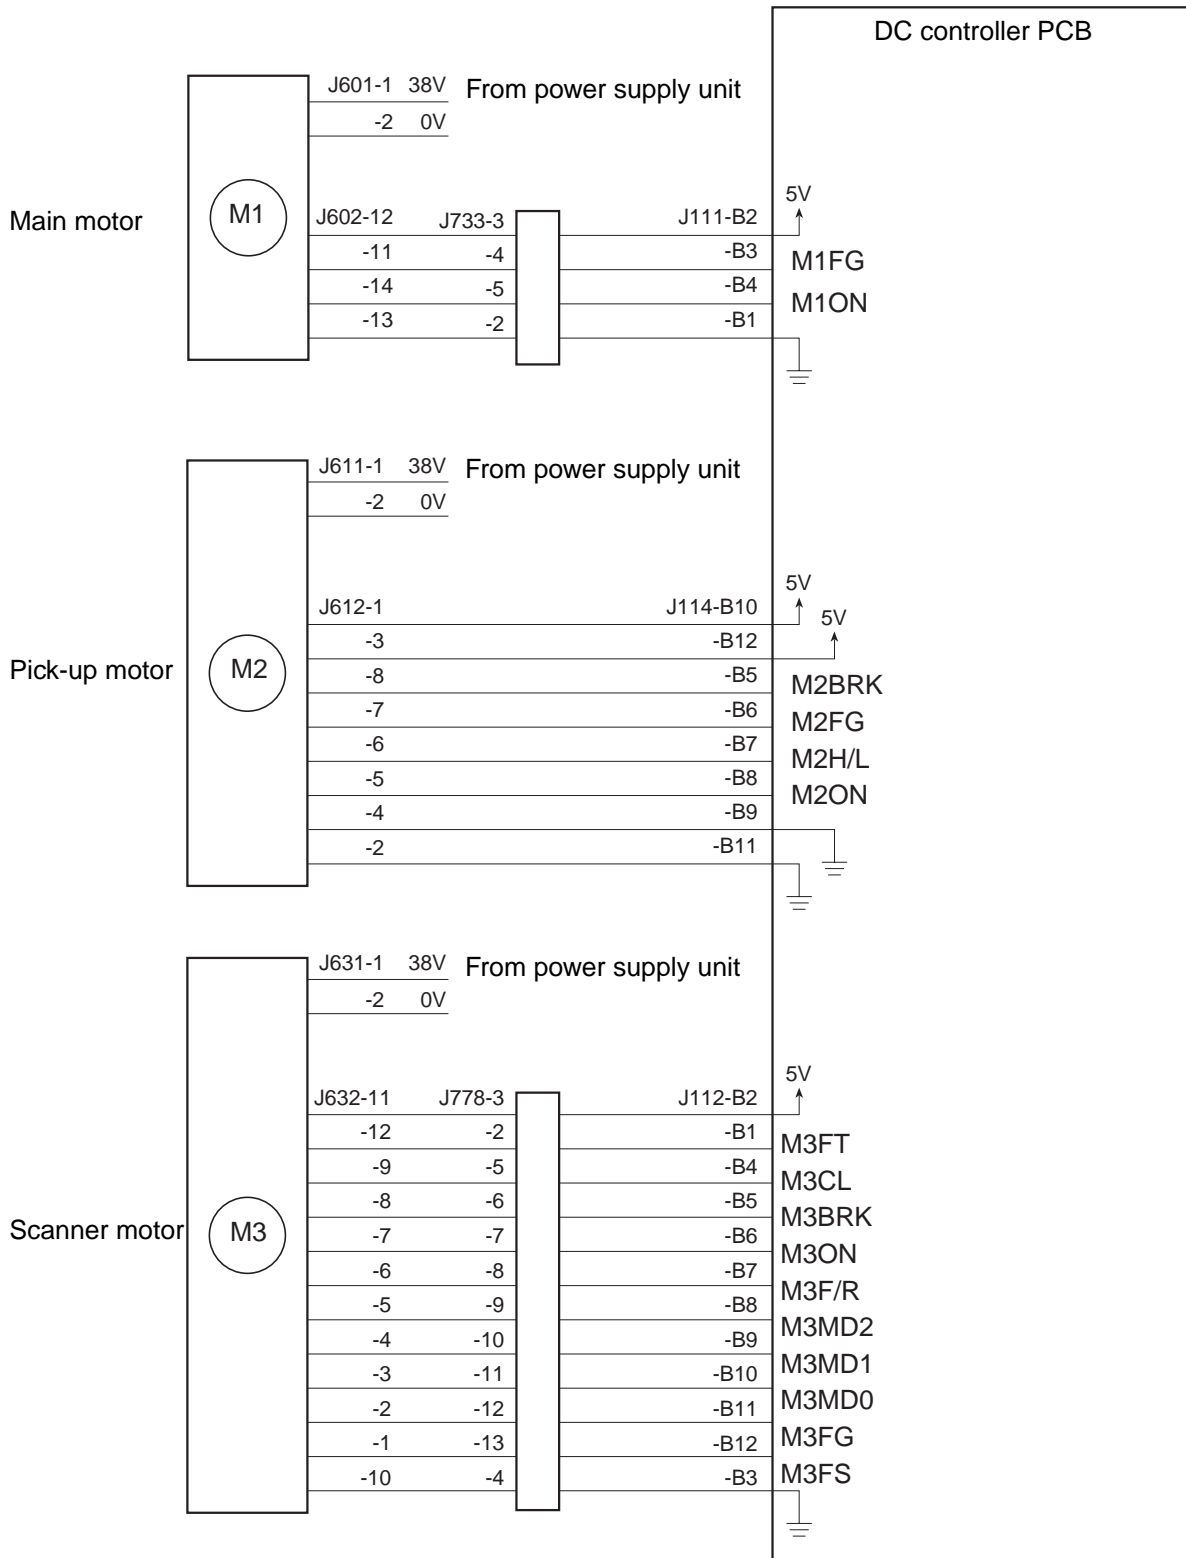 DC controller PCB
J601-1 38V From power supply unit
-2 0V
5V
Main motor M1 J602-12 J733-3 J111-B2
-11 -4 -B3 M1FG
-14 -5 -B4 M1ON
-13 -2 -B1
J611-1 38V From power supply unit
-2 0V
5V
J612-1 J114-B10 5V
-3 -B12
Pick-up motor M2 -8 -B5 M2BRK
-7 -B6 M2FG
-6 -B7 M2H/L
-5 -B8 M2ON
-4 -B9
-2 -B11
J631-1 38V From power supply unit
-2 0V
5V
J632-11 J778-3 J112-B2
-12 -2 -B1 M3FT
-9 -5 -B4 M3CL
-8 -6 -B5 M3BRK
Scanner motor M3 -7 -7 -B6 M3ON
-6 -8 -B7 M3F/R
-5 -9 -B8 M3MD2
-4 -10 -B9 M3MD1
-3 -11 -B10 M3MD0
-2 -12 -B11 M3FG
-1 -13 -B12 M3FS
-10 -4 -B3